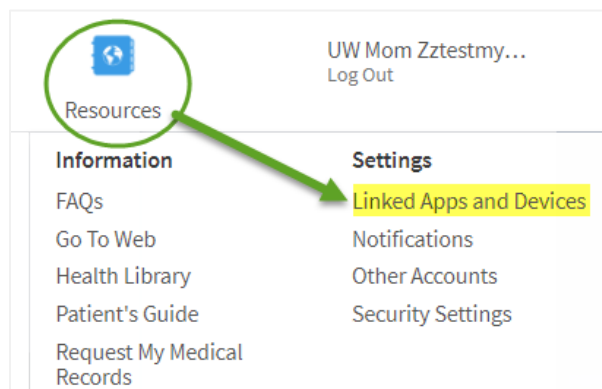 UW Mom Zztestmy...
Log Out
Resources
Information
FAQs
Go To Web
Health Library
Patient's Guide
Request My Medical
Records
Settings
Linked Apps and Devices
Notifications
Other Accounts
Security Settings